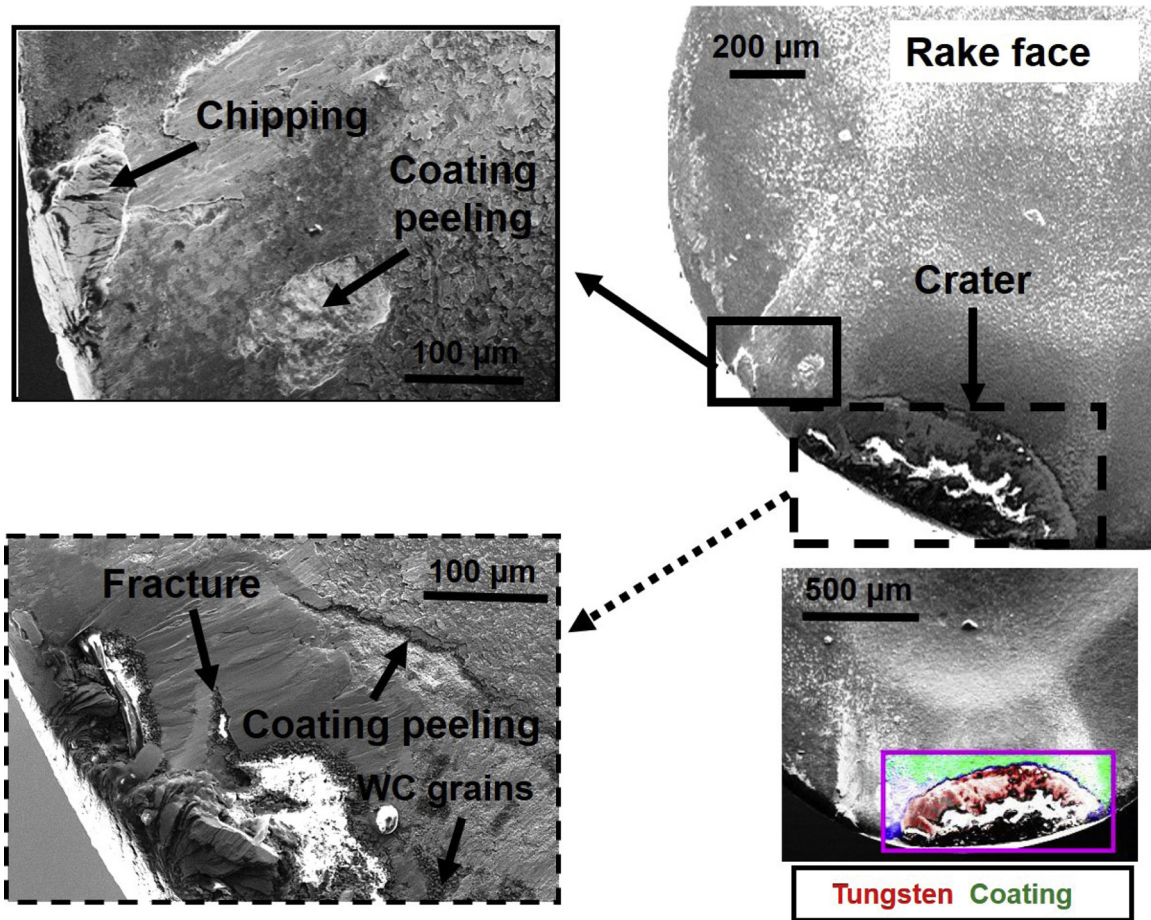 Chipping
Coating
peeling
100 µm
200 µm
Rake face
Crater
Fracture
100 µm
Coating peeling
WC grains
500 µm
Tungsten Coating